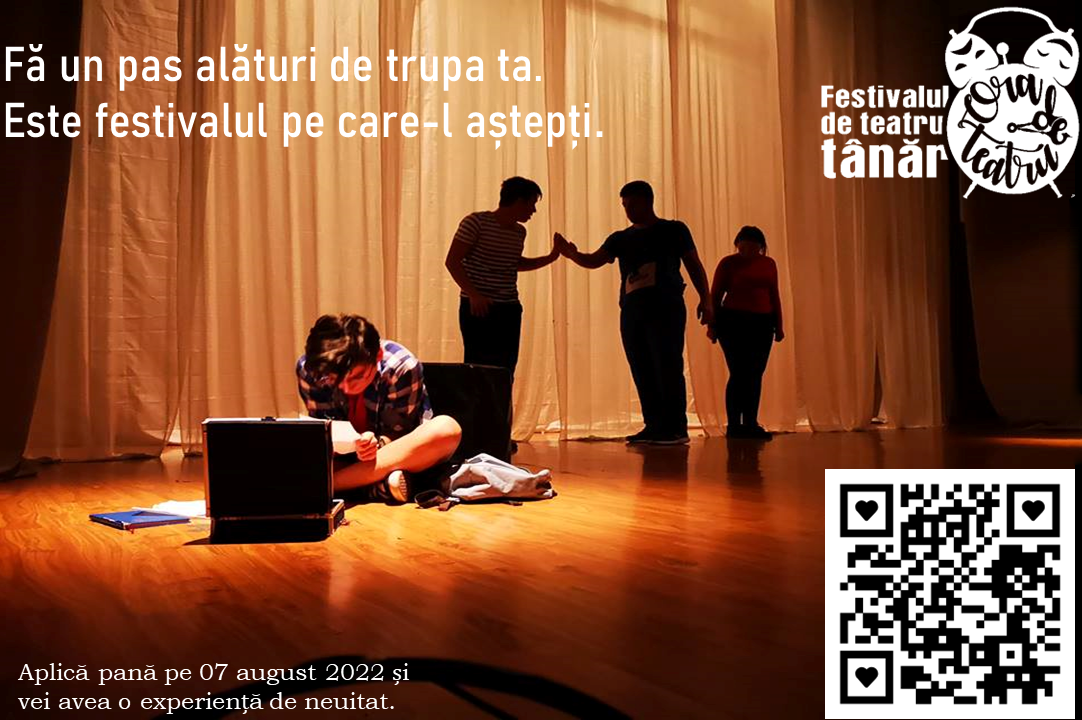 Fă un pas alături de trupa ta.
Este festivalul pe care-l aștepți.
Festivalul
de teatru
tânăr
Ora
de
Teatru
Aplică pană pe 07 august 2022 și
vei avea o experiență de neuitat.